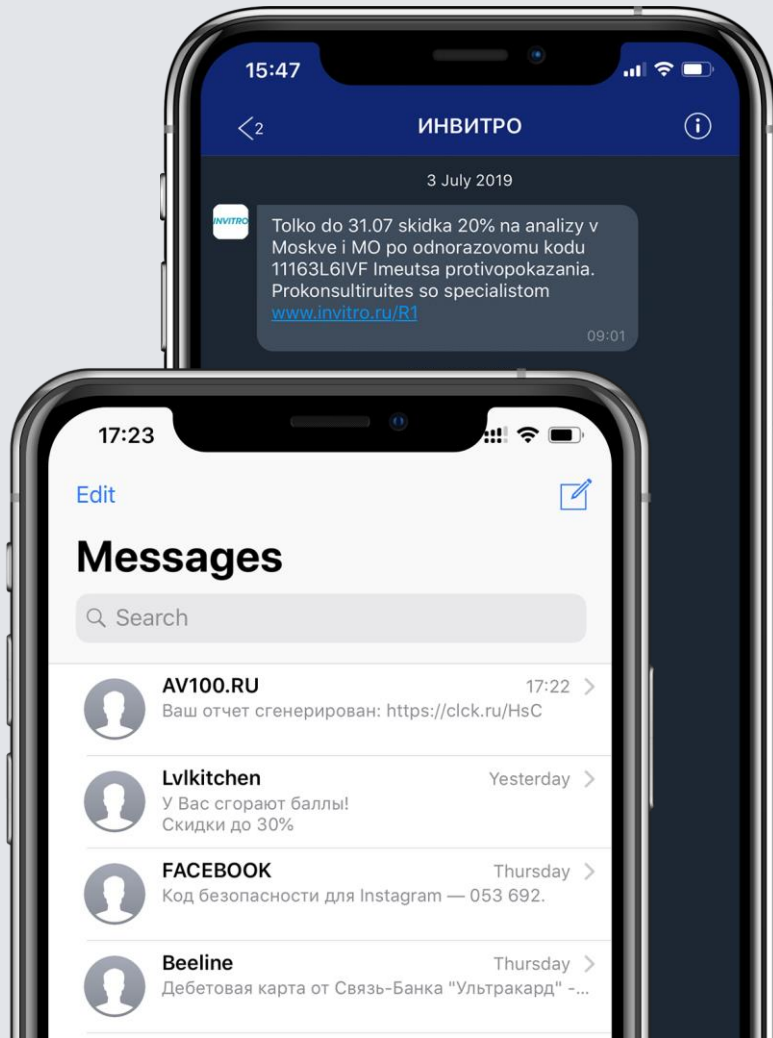 15:47
2
ИНВИТРО
3 July 2019
INVITRO
Tolko do 31.07 skidka 20% na analizy v
Moskve i MO po odnorazovomu kodu
11163L6IVF Imeutsa protivopokazania.
Prokonsultiruites so specialistom
www.invitro.ru/R1
09:01
17:23
Edit
Messages
Search
AV100.RU 17:22
Ваш отчет сгенерирован: https://clck.ru/HsC
Lvlkitchen Yesterday
У Вас сгорают баллы!
Скидки до 30%
FACEBOOK Thursday
Код безопасности для Instagram — 053 692.
Beeline Thursday
Дебетовая карта от Связь-Банка "Ультракард" -...